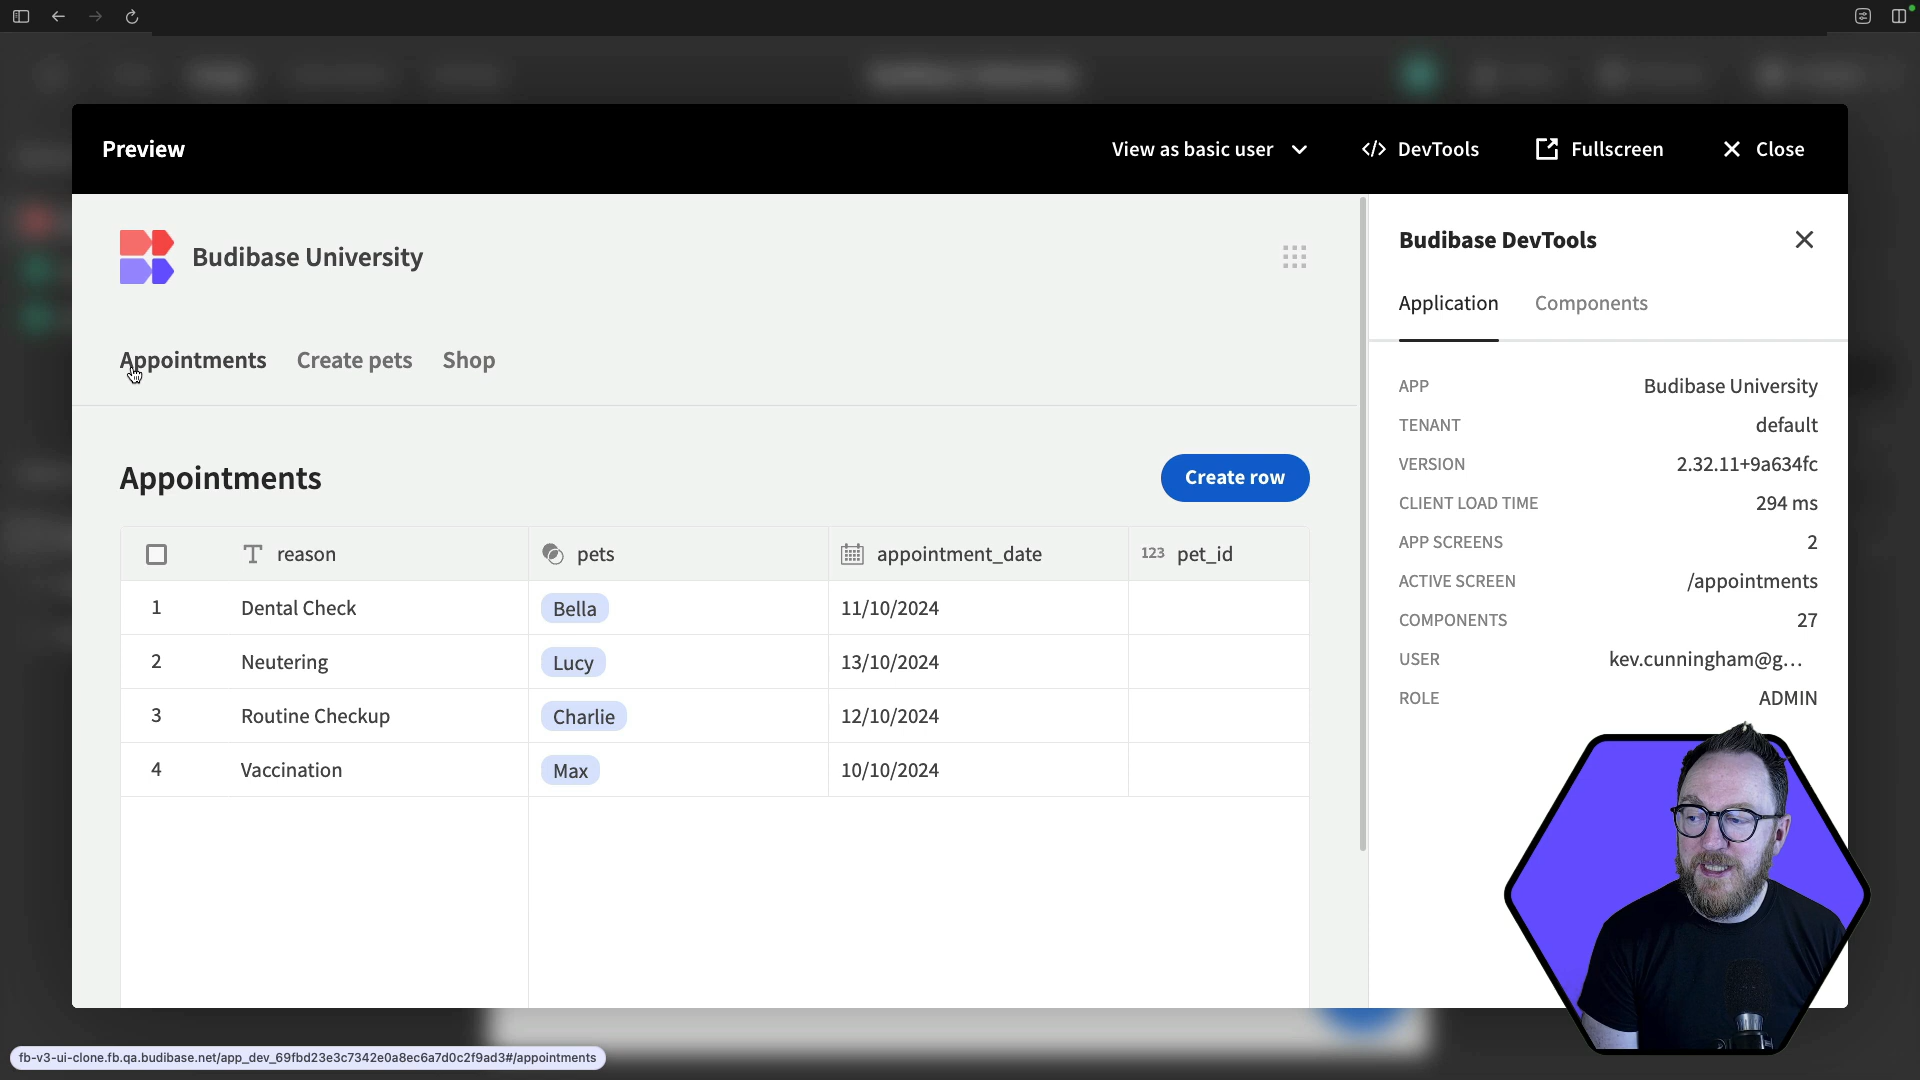 Preview
View as basic user
</> DevTools
Fullscreen
Close
Budibase University
Appointments
Create pets
Shop
Appointments
Create row
reason
pets
appointment_date
123 pet_id
1 Dental Check Bella 11/10/2024
2 Neutering Lucy 13/10/2024
3 Routine Checkup Charlie 12/10/2024
4 Vaccination Max 10/10/2024
Budibase DevTools
Application
Components
APP Budibase University
TENANT default
VERSION 2.32.11+9a634fc
CLIENT LOAD TIME 294 ms
APP SCREENS 2
ACTIVE SCREEN /appointments
COMPONENTS 27
USER kev.cunningham@g...
ROLE ADMIN
fb-v3-ui-clone.fb.qa.budibase.net/app_dev_69fbd23e3c7342e0a8ec6a7d0c2f9ad3#/appointments